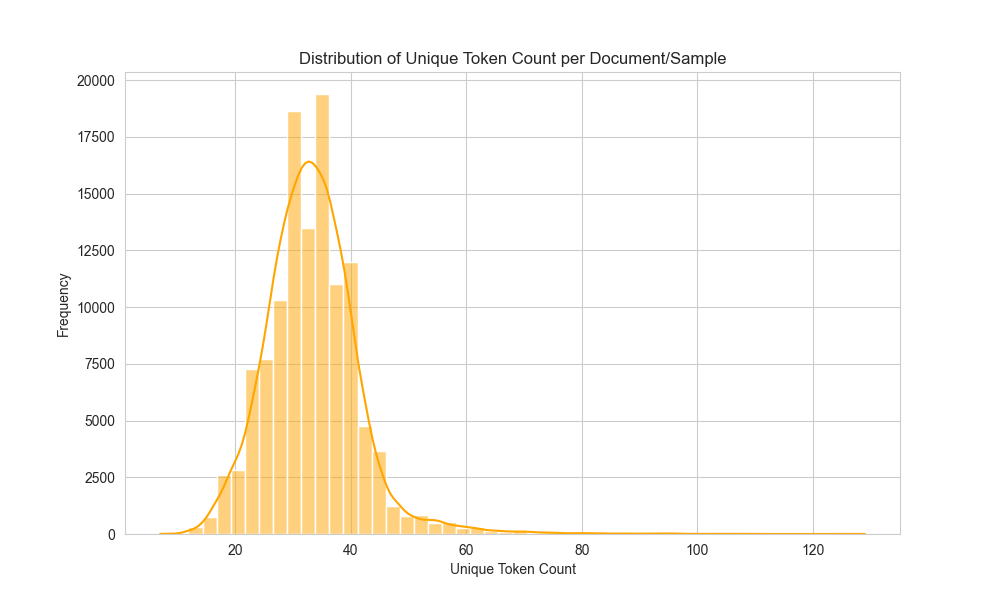 Distribution of Unique Token Count per Document/Sample
20000
17500
15000
12500
10000
7500
5000
2500
0
Frequency
20 40 60 80 100 120
Unique Token Count